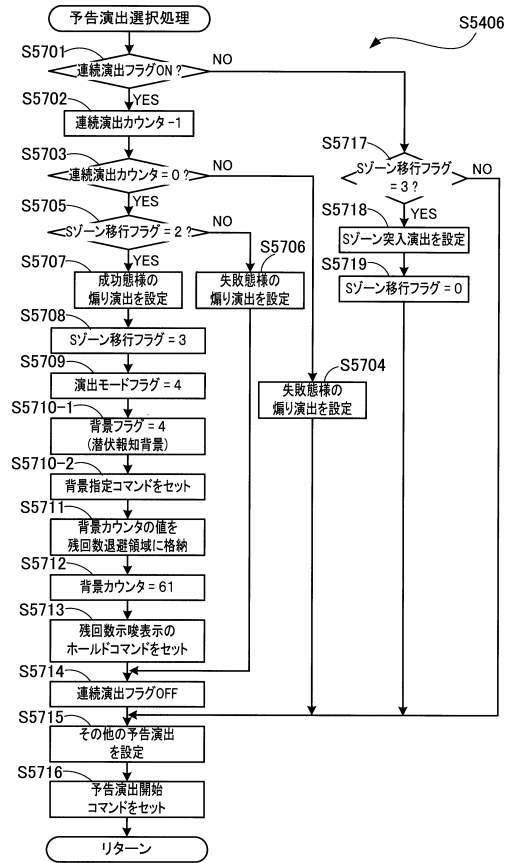 予告演出選択処理
S5406
S5701
連続演出フラグON?
NO
YES
S5702
連続演出カウンタ-1
S5703
連続演出カウンタ=0?
NO
YES
S5705
Sゾーン移行フラグ=2?
NO
YES
S5706
失敗態様の
煽り演出を設定
S5707
成功態様の
煽り演出を設定
S5708
Sゾーン移行フラグ=3
S5709
演出モードフラグ=4
S5710-1
背景フラグ=4
(潜伏報知背景)
S5710-2
背景指定コマンドをセット
S5711
背景カウンタの値を
残回数退避領域に格納
S5712
背景カウンタ=61
S5713
残回数示唆表示の
ホールドコマンドをセット
S5714
連続演出フラグOFF
S5704
失敗態様の
煽り演出を設定
S5717
Sゾーン移行フラグ
=3?
NO
YES
S5718
Sゾーン突入演出を設定
S5719
Sゾーン移行フラグ=0
S5715
その他の予告演出
を設定
S5716
予告演出開始
コマンドをセット
リターン